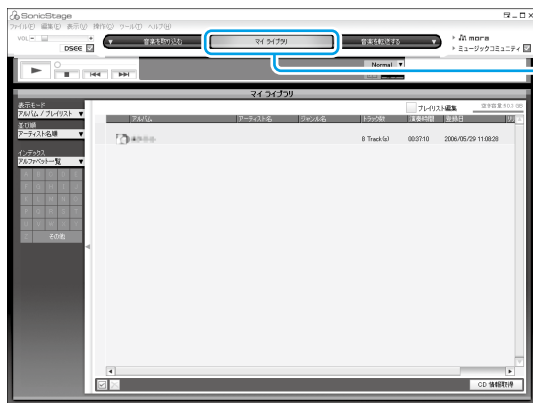 SonicStage
ファイル(F) 編集(E) 表示(V) 操作(O) ツール(T) ヘルプ(H)
VOL - +
DSEE
音楽を取り込む
マイ ライブラリ
音楽を転送する
mora
ミュージックコミュニティ
Normal
マイ ライブラリ
表示モード
アルバム / プレイリスト
並び順
アーティスト名順
インデックス
アルファベット一覧
その他
プレイリスト編集
アルバム アーティスト名 ジャンル名 トラック数 演奏時間 登録日
8 Track(s) 00:37:10 2006/05/29 11:08:28
CD 情報取得